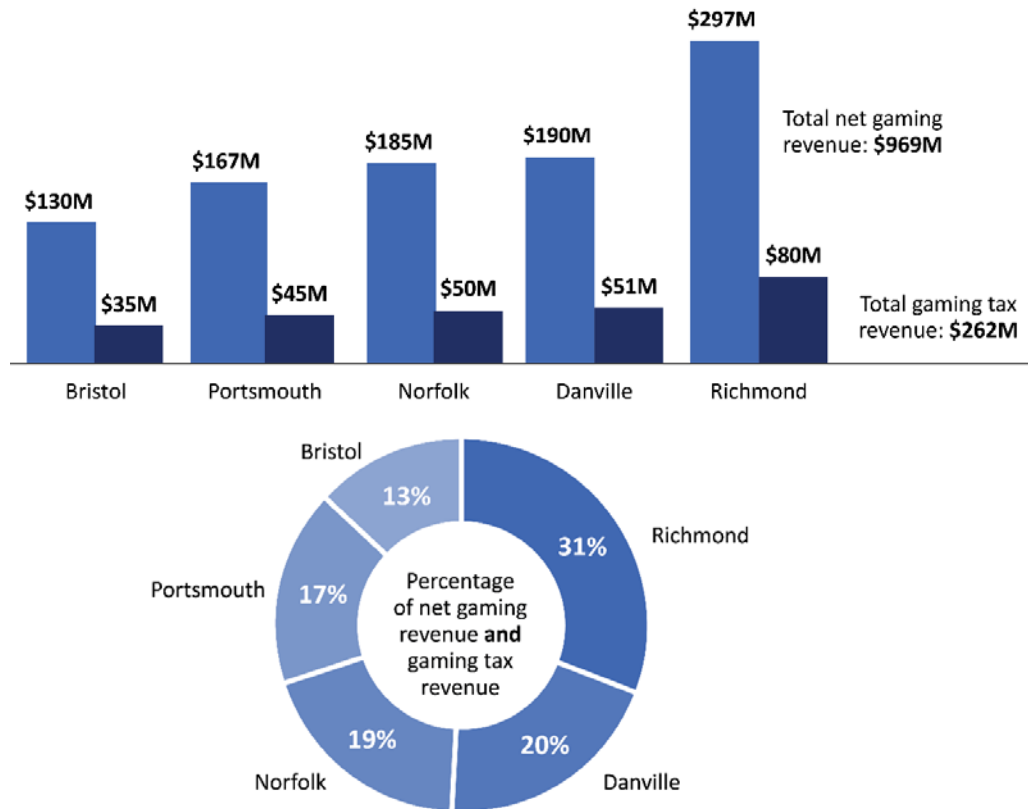 $297M
Total net gaming
revenue: $969M
$190M
$185M
$167M
$130M
$80M
$51M
$50M
$45M
$35M
Total gaming tax
revenue: $262M
Bristol
Portsmouth
Norfolk
Danville
Richmond
Bristol
13%
Richmond
31%
Portsmouth
17%
Percentage
of net gaming
revenue and
gaming tax
revenue
19%
20%
Norfolk
Danville